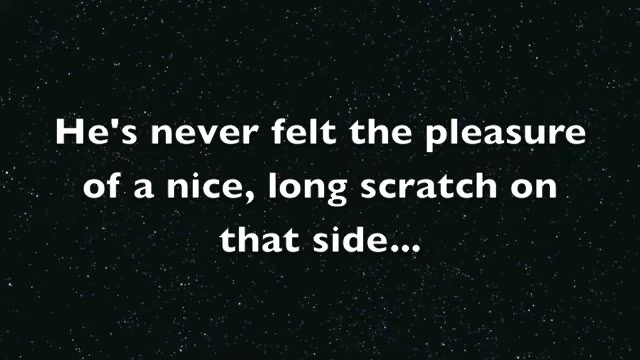 He's never felt the pleasure
of a nice, long scratch on
that side...